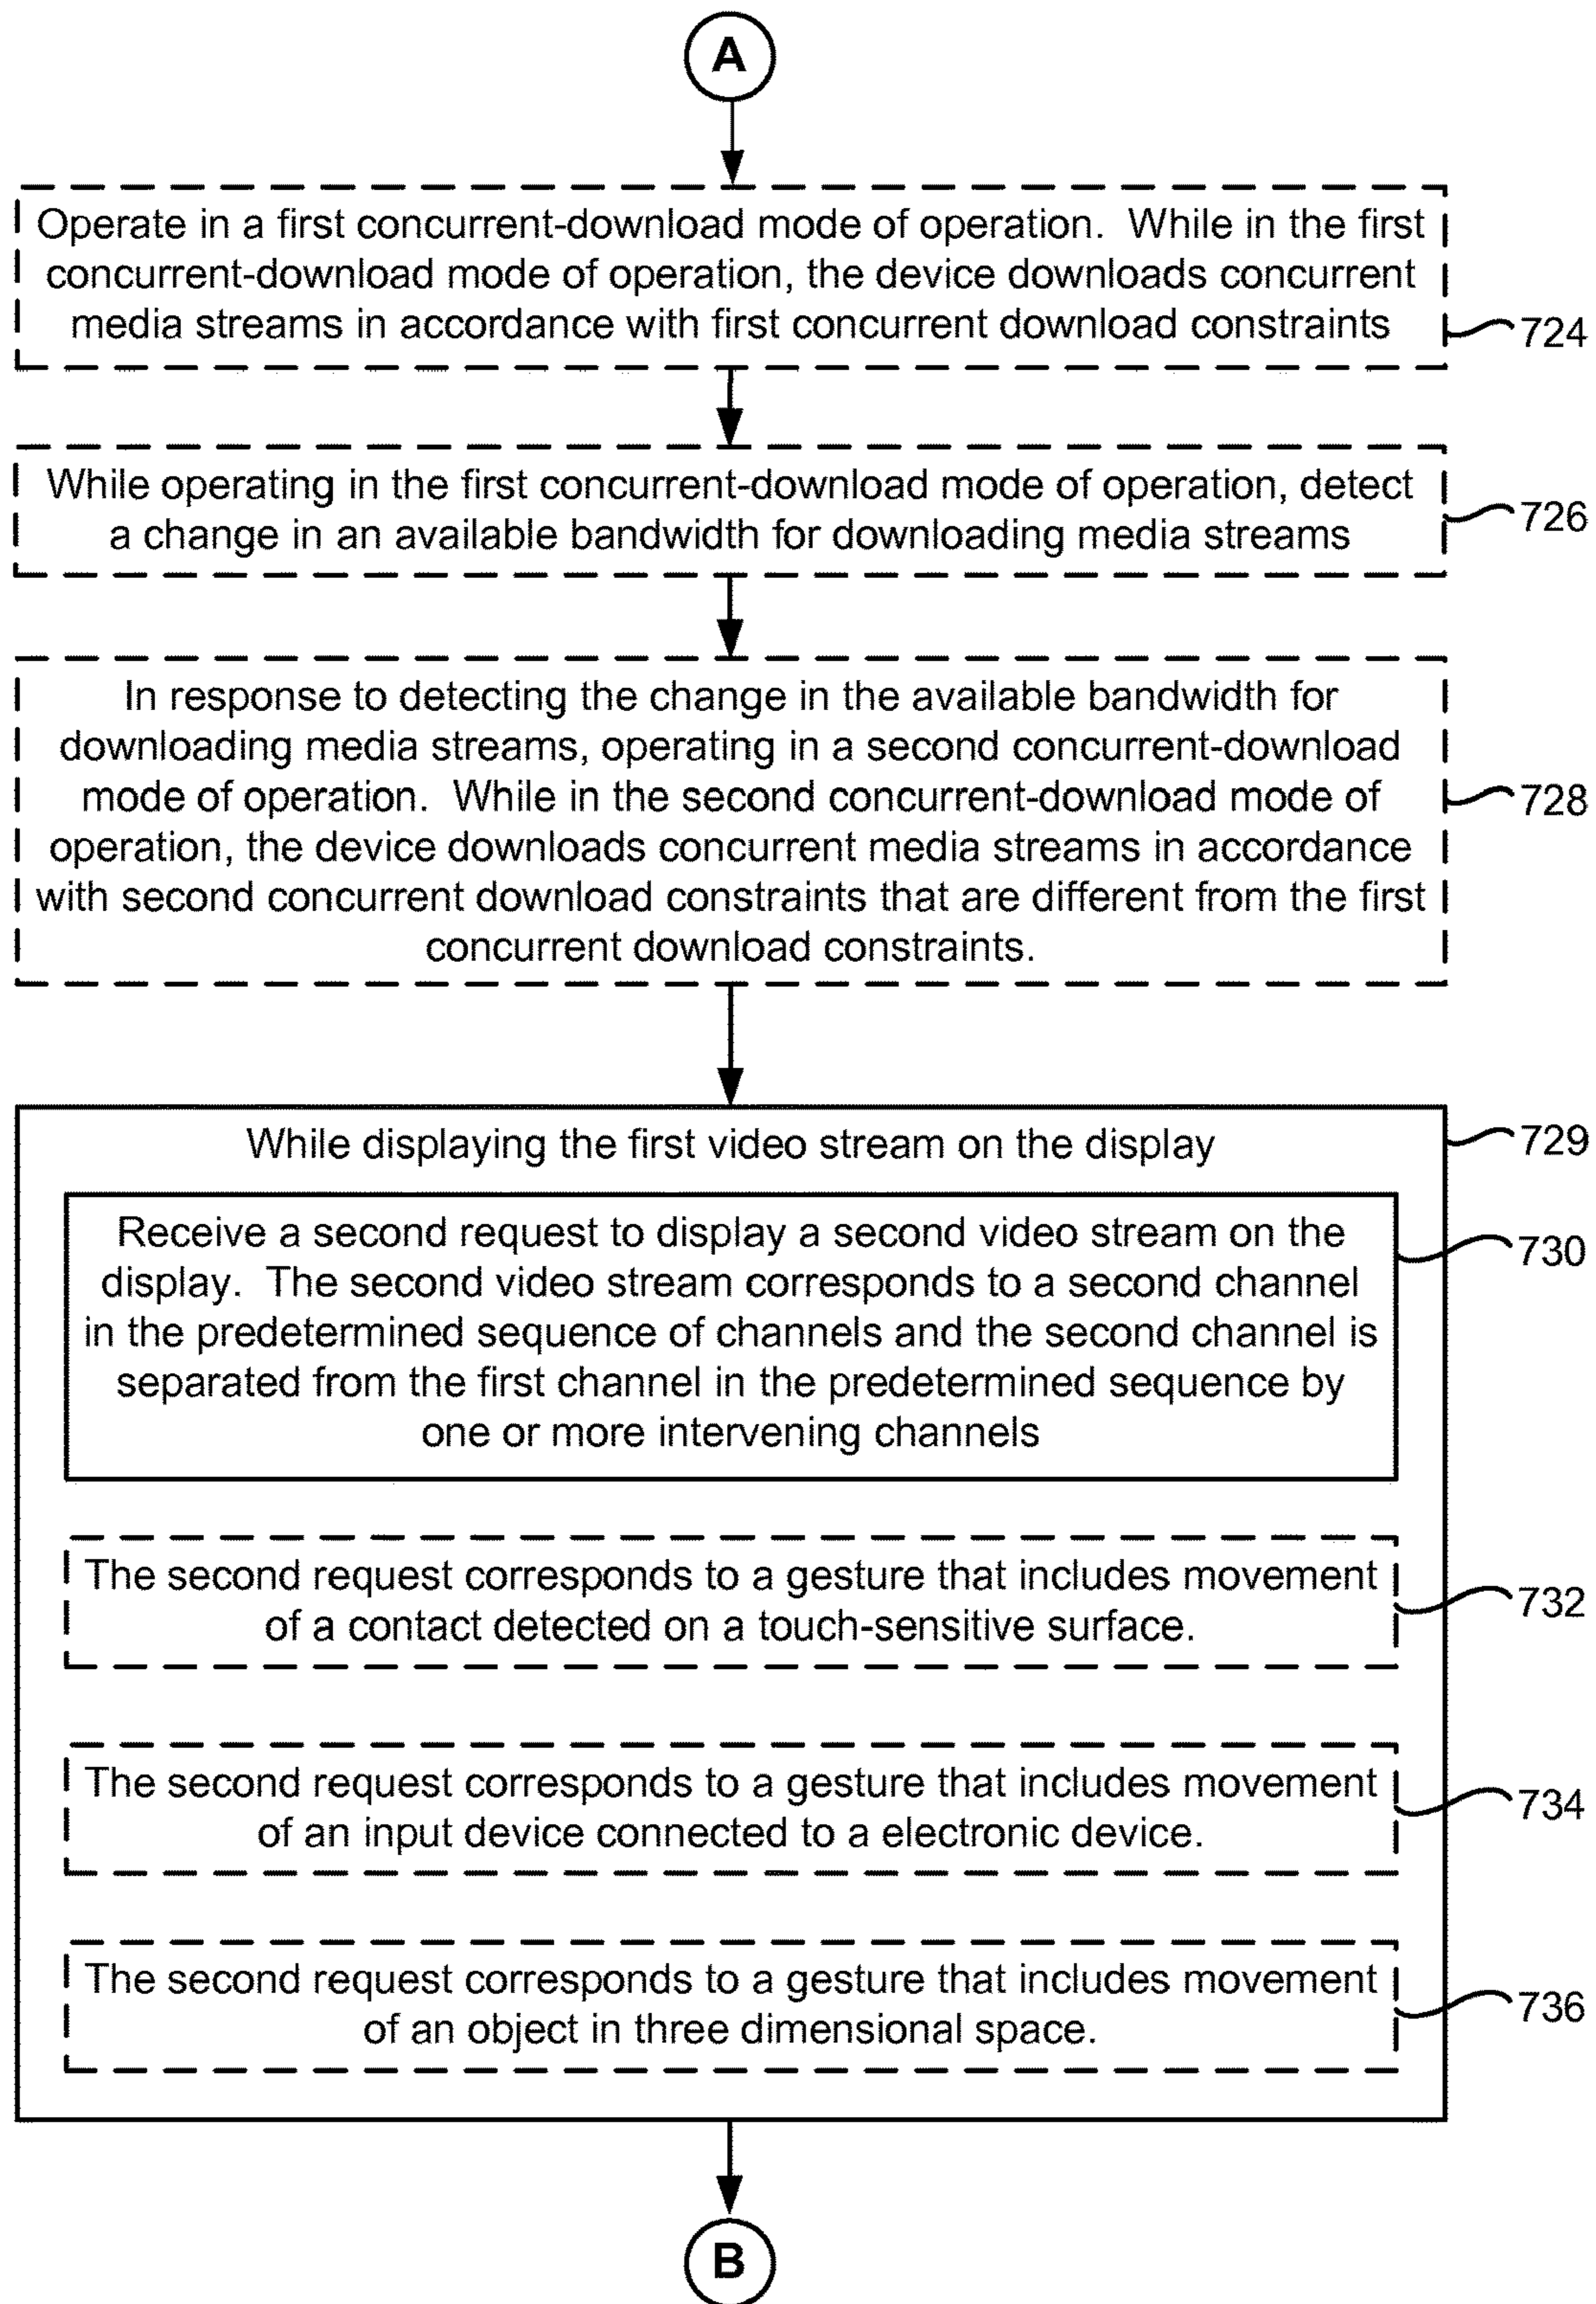 A
Operate in a first concurrent-download mode of operation. While in the first
concurrent-download mode of operation, the device downloads concurrent
media streams in accordance with first concurrent download constraints
724
While operating in the first concurrent-download mode of operation, detect
a change in an available bandwidth for downloading media streams
726
In response to detecting the change in the available bandwidth for
downloading media streams, operating in a second concurrent-download
mode of operation. While in the second concurrent-download mode of
operation, the device downloads concurrent media streams in accordance
with second concurrent download constraints that are different from the first
concurrent download constraints.
728
While displaying the first video stream on the display
729
Receive a second request to display a second video stream on the
display. The second video stream corresponds to a second channel
in the predetermined sequence of channels and the second channel is
separated from the first channel in the predetermined sequence by
one or more intervening channels
730
The second request corresponds to a gesture that includes movement
of a contact detected on a touch-sensitive surface.
732
The second request corresponds to a gesture that includes movement
of an input device connected to a electronic device.
734
The second request corresponds to a gesture that includes movement
of an object in three dimensional space.
736
B